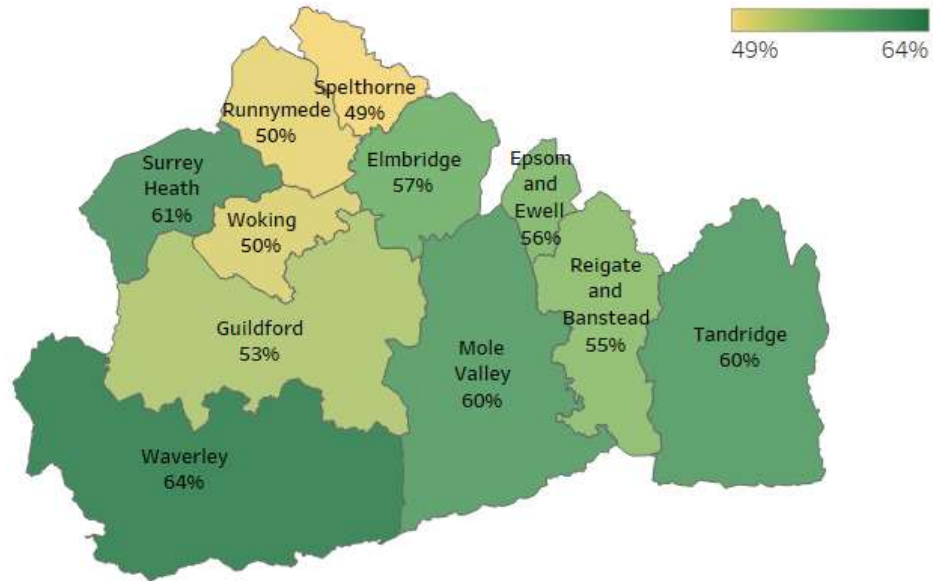 49%
64%
Spelthorne
49%
Runnymede
50%
Elmbridge
57%
Epsom
and
Ewell
56%
Surrey
Heath
61%
Woking
50%
Reigate
and
Banstead
55%
Guildford
53%
Mole
Valley
60%
Tandridge
60%
Waverley
64%